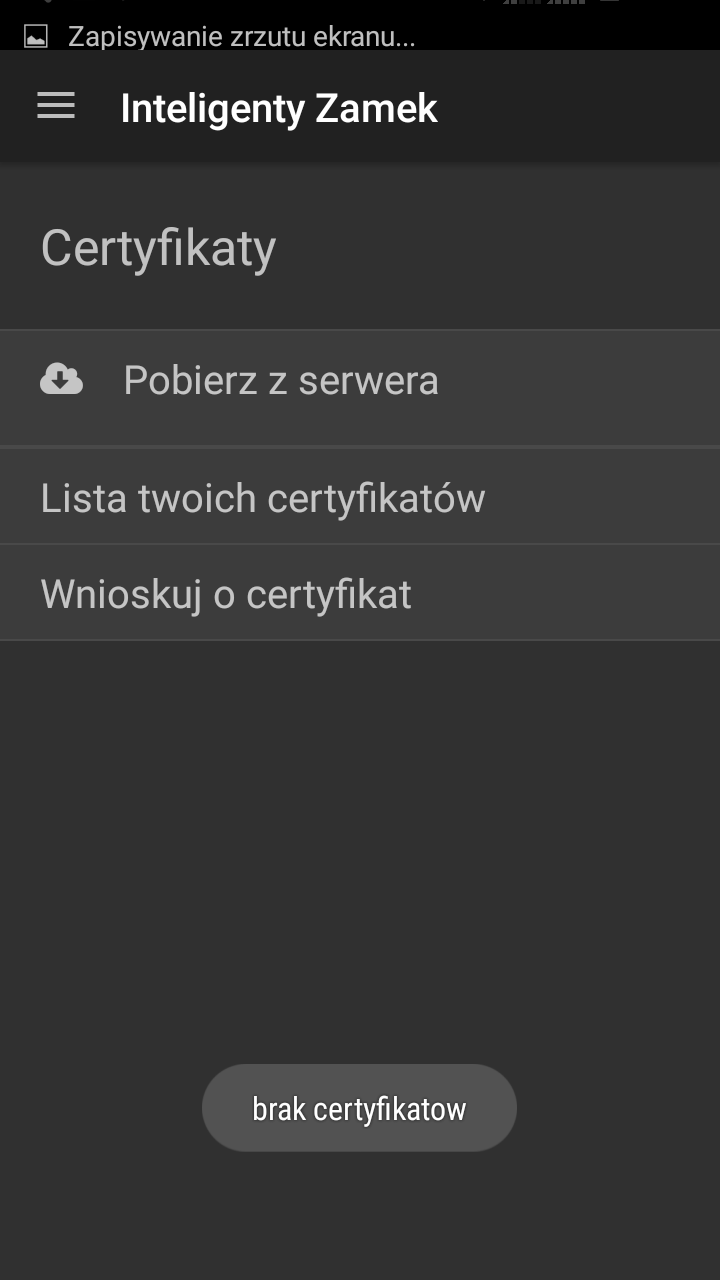 Zapisywanie zrzutu ekranu...
Inteligenty Zamek
Certyfikaty
Pobierz z serwera
Lista twoich certyfikatów
Wnioskuj o certyfikat
brak certyfikatow